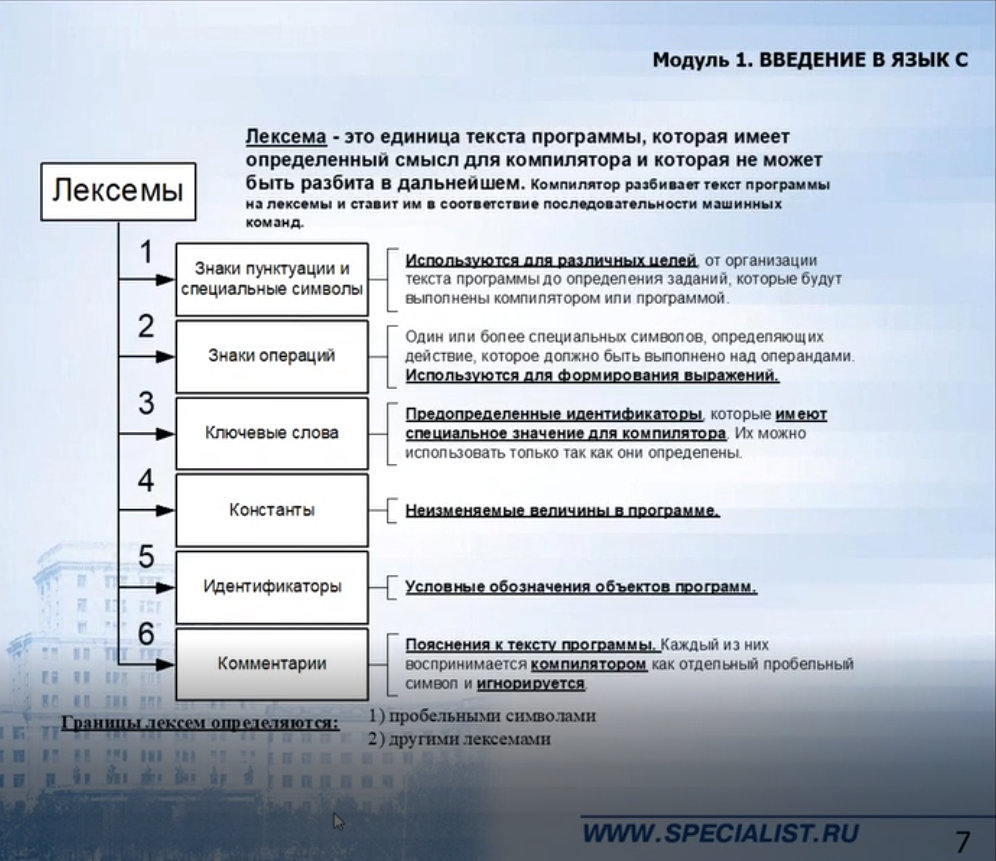 Модуль 1. ВВЕДЕНИЕ В ЯЗЫК С
Лексема - это единица текста программы, которая имеет
определенный смысл для компилятора и которая не может
быть разбита в дальнейшем. Компилятор разбивает текст программы
на лексемы и ставит им в соответствие последовательности машинных
команд.
Лексемы
1
Знаки пунктуации и
специальные символы
Используются для различных целей, от организации
текста программы до определения заданий, которые будут
выполнены компилятором или программой.
2
Знаки операций
Один или более специальных символов, определяющих
действие, которое должно быть выполнено над операндами.
Используются для формирования выражений.
3
Ключевые слова
Предопределенные идентификаторы, которые имеют
специальное значение для компилятора. Их можно
использовать только так как они определены.
4
Константы
Неизменяемые величины в программе.
5
Идентификаторы
Условные обозначения объектов программ.
6
Комментарии
Пояснения к тексту программы. Каждый из них
воспринимается компилятором как отдельный пробельный
символ и игнорируется.
Границы лексем определяются:
1) пробельными символами
2) другими лексемами
WWW.SPECIALIST.RU
7